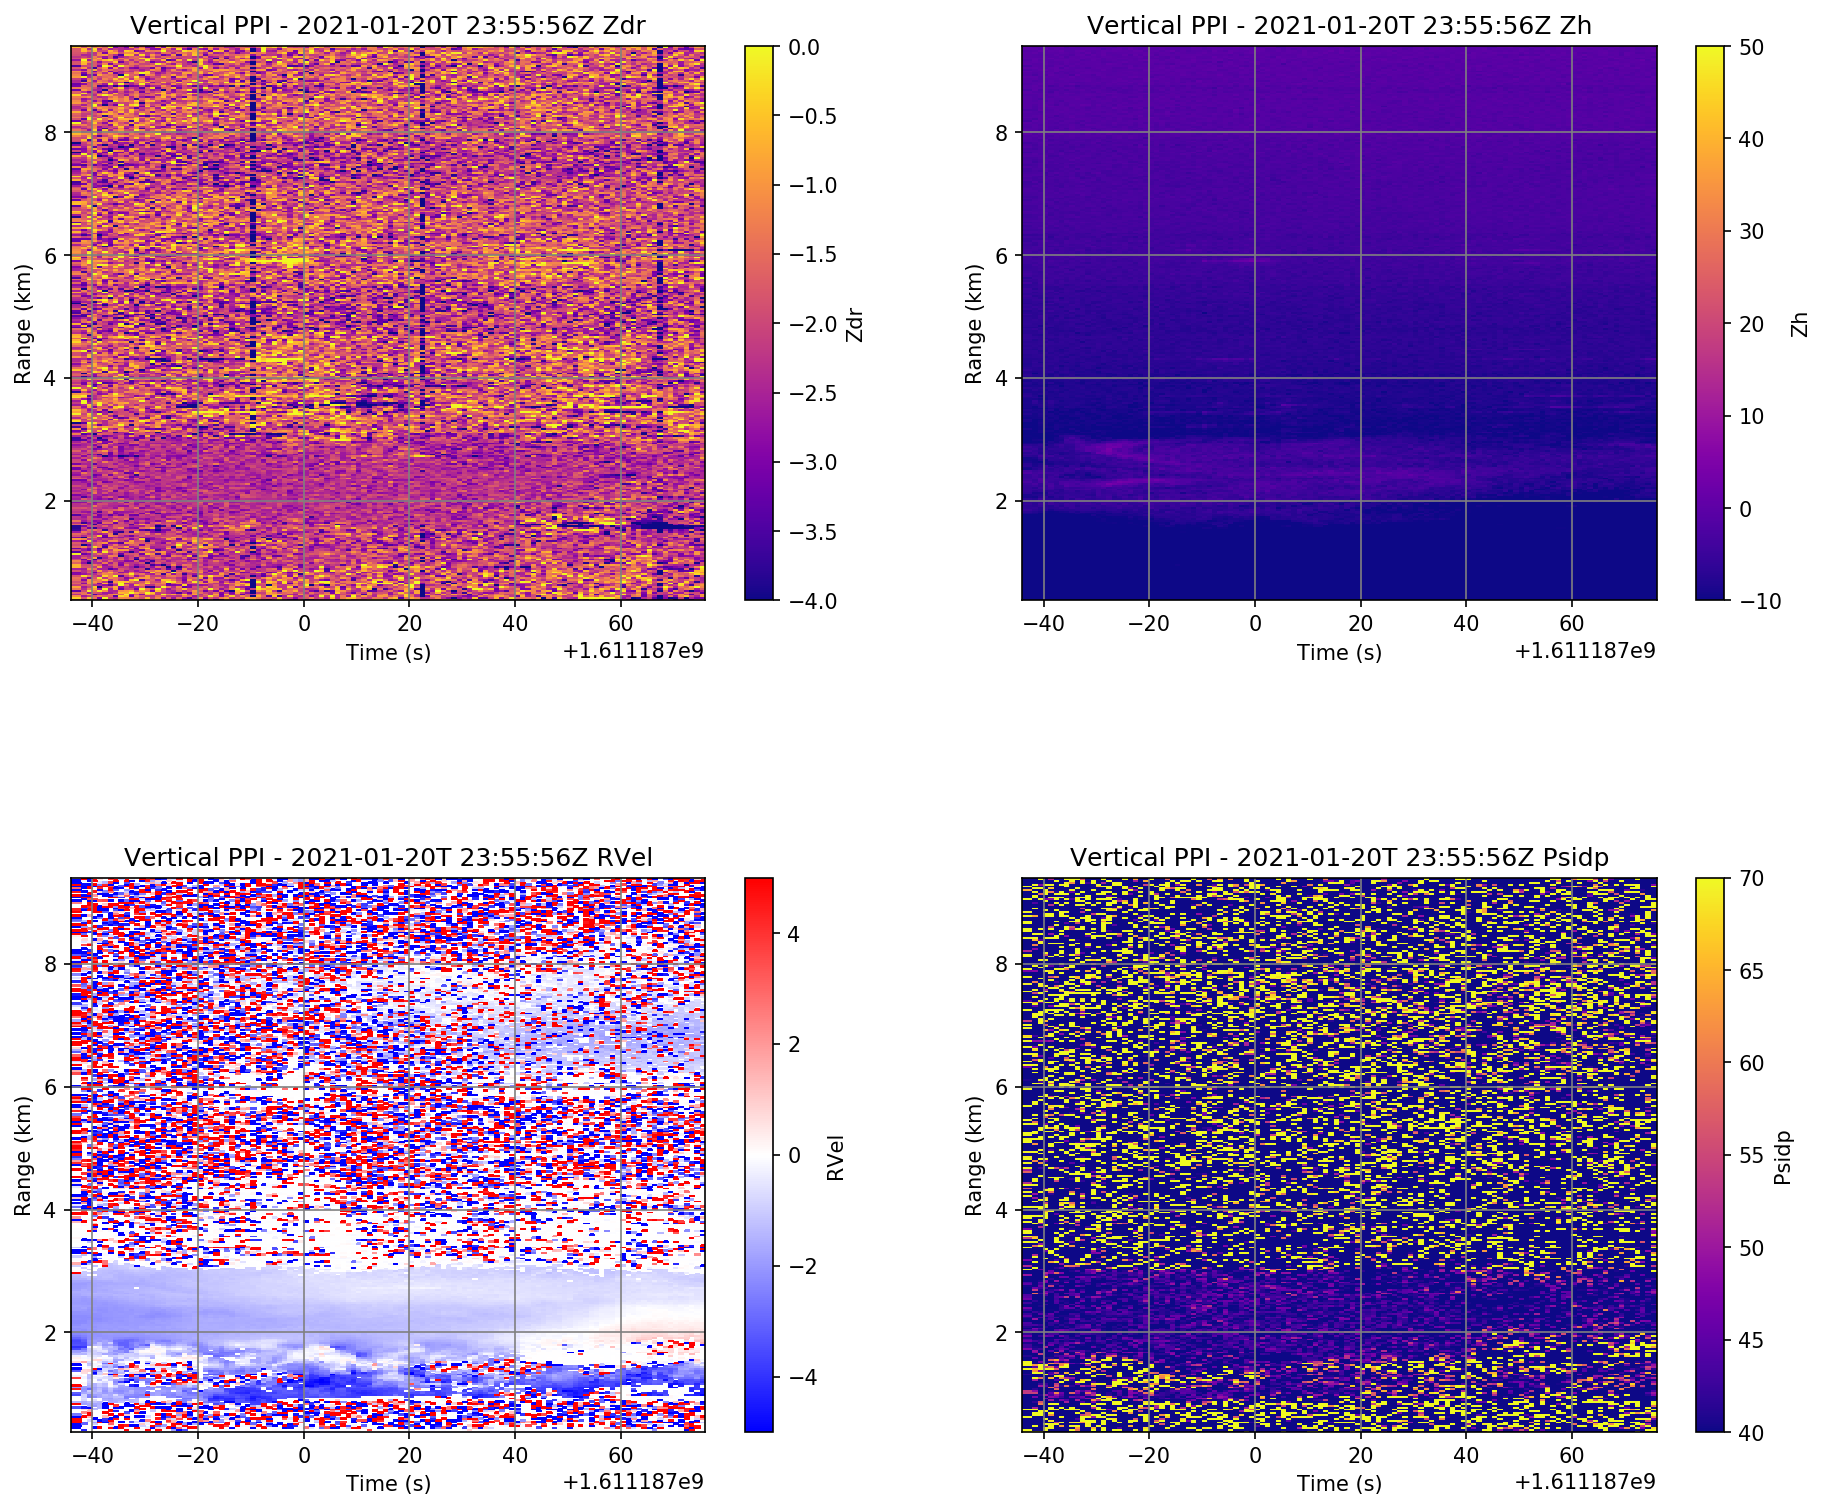 Vertical PPI - 2021-01-20T 23:55:56Z Zdr
Range (km)
8
6
4
2
−40 −20 0 20 40 60
Time (s)
+1.611187e9
0.0
−0.5
−1.0
−1.5
−2.0
−2.5
−3.0
−3.5
−4.0
Zdr
Vertical PPI - 2021-01-20T 23:55:56Z Zh
Range (km)
8
6
4
2
−40 −20 0 20 40 60
Time (s)
+1.611187e9
50
40
30
20
10
0
−10
Zh
Vertical PPI - 2021-01-20T 23:55:56Z RVel
Range (km)
8
6
4
2
−40 −20 0 20 40 60
Time (s)
+1.611187e9
4
2
0
−2
−4
RVel
Vertical PPI - 2021-01-20T 23:55:56Z Psidp
Range (km)
8
6
4
2
−40 −20 0 20 40 60
Time (s)
+1.611187e9
70
65
60
55
50
45
40
Psidp